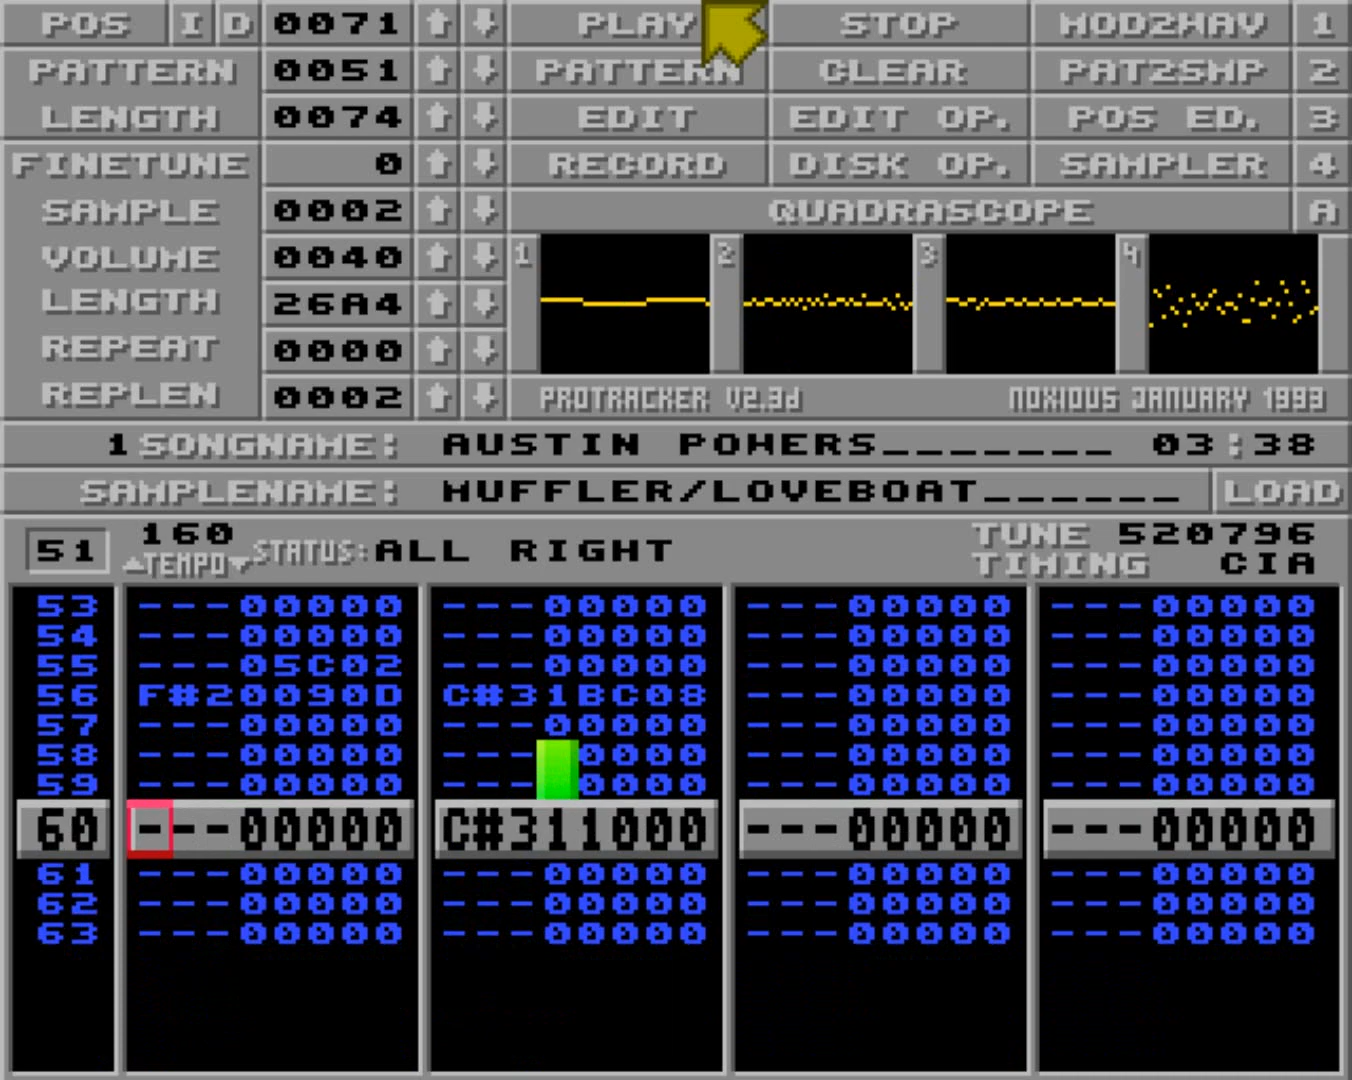 POS I D 0071 PLAY STOP MOD2WAV 1
PATTERN 0051 PATTERN CLEAR PAT2SMP 2
LENGTH 0074 EDIT EDIT OP. POS ED. 3
FINETUNE 0 RECORD DISK OP. SAMPLER 4
SAMPLE 0002 QUADRASCOPE A
VOLUME 0040 1 2 3 4
LENGTH 26A4
REPEAT 0000
REPLEN 0002 PROTRACKER V2.3d NOXIOUS JANUARY 1993
1 SONGNAME: AUSTIN POWERS_______ 03:38
SAMPLENAME: MUFFLER/LOVEBOAT______ LOAD
51 160 TEMPO STATUS: ALL RIGHT TUNE 520796
TIMING CIA
53 ---00000 ---00000 ---00000 ---00000
54 ---00000 ---00000 ---00000 ---00000
55 ---05C02 ---00000 ---00000 ---00000
56 F#20090D C#31BC08 ---00000 ---00000
57 ---00000 ---00000 ---00000 ---00000
58 ---00000 ---0000 ---00000 ---00000
59 ---00000 ---0000 ---00000 ---00000
60 ---00000 C#311000 ---00000 ---00000
61 ---00000 ---00000 ---00000 ---00000
62 ---00000 ---00000 ---00000 ---00000
63 ---00000 ---00000 ---00000 ---00000